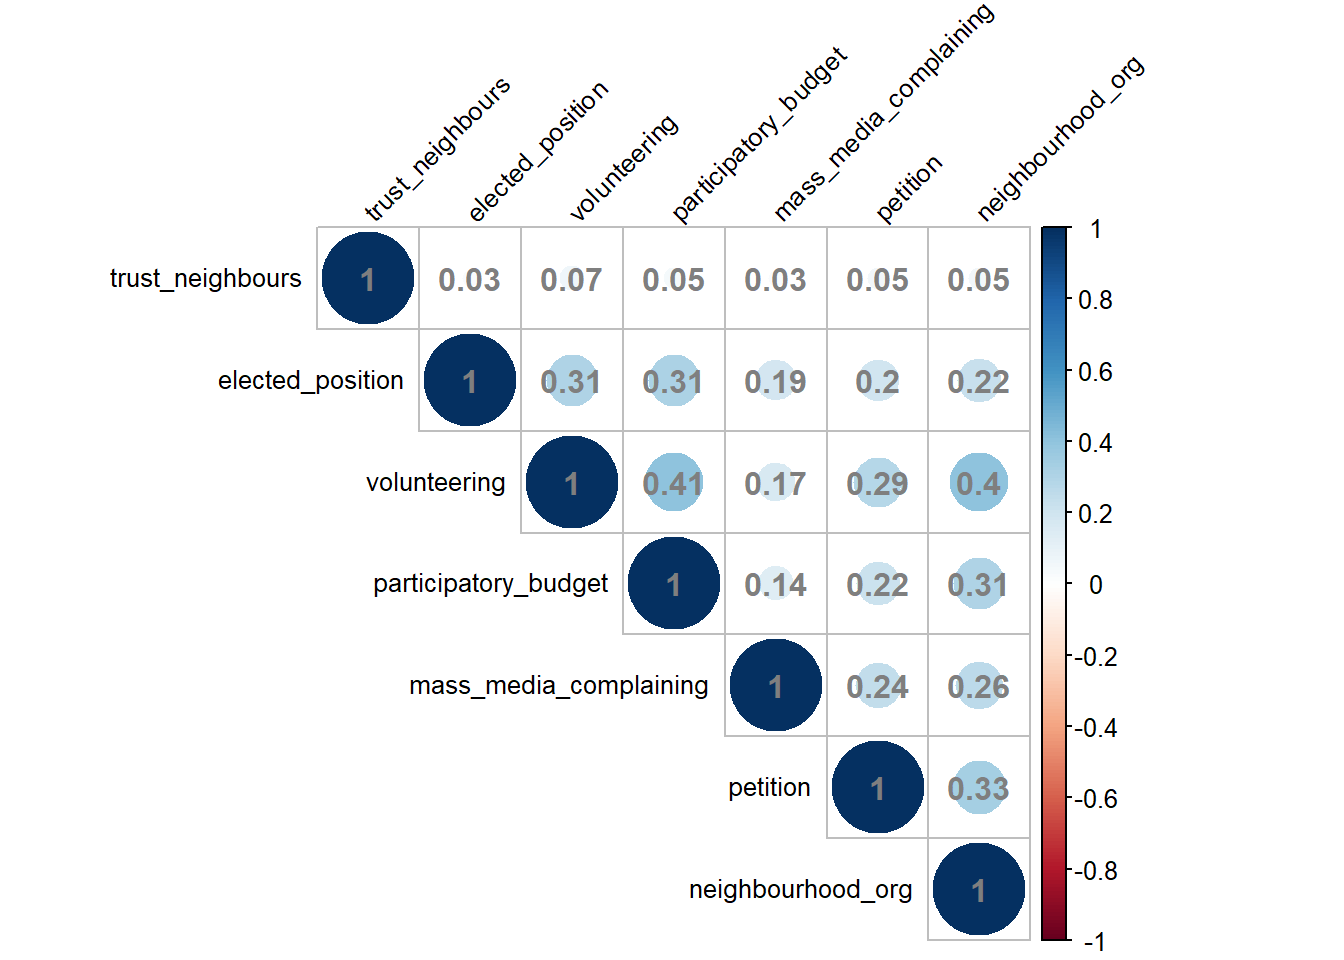 trust_neighbours
elected_position
volunteering
participatory_budget
mass_media_complaining
petition
neighbourhood_org
trust_neighbours 1 0.03 0.07 0.05 0.03 0.05 0.05
elected_position 1 0.31 0.31 0.19 0.2 0.22
volunteering 1 0.41 0.17 0.29 0.4
participatory_budget 1 0.14 0.22 0.31
mass_media_complaining 1 0.24 0.26
petition 1 0.33
neighbourhood_org 1
1
0.8
0.6
0.4
0.2
0
-0.2
-0.4
-0.6
-0.8
-1